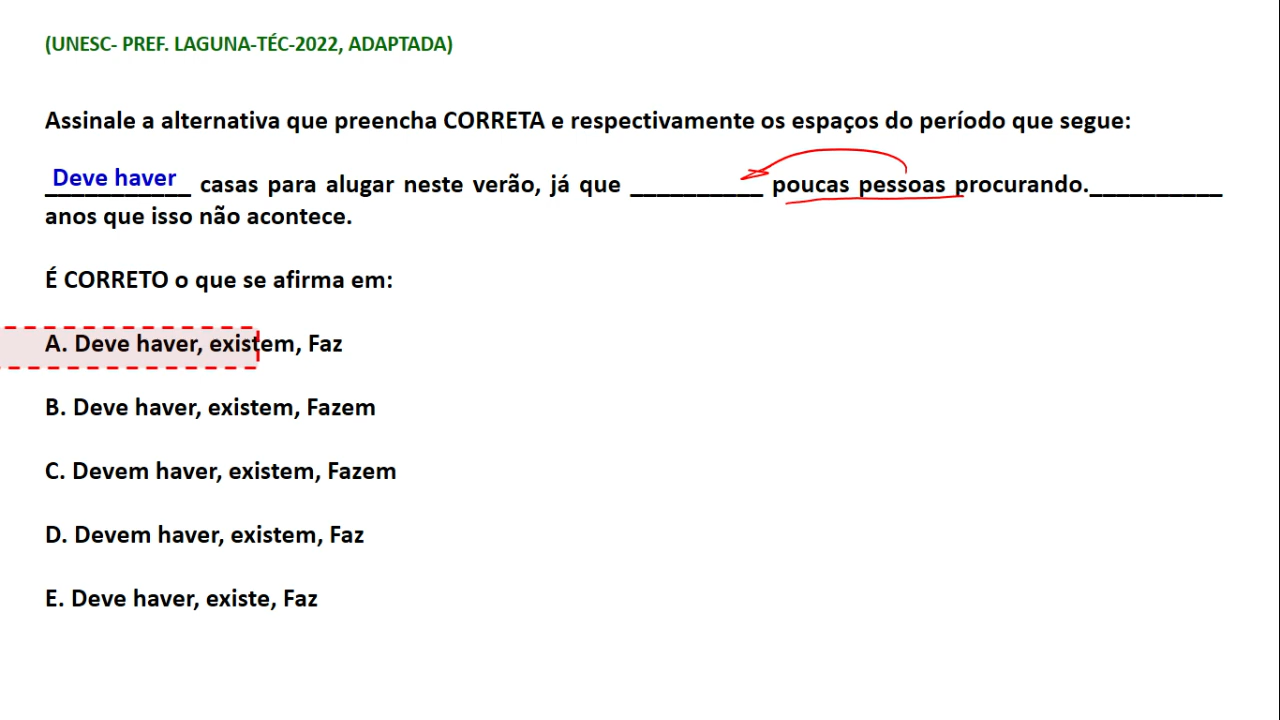 (UNESC- PREF. LAGUNA-TÉC-2022, ADAPTADA)
Assinale a alternativa que preencha CORRETA e respectivamente os espaços do período que segue:
Deve haver casas para alugar neste verão, já que __________ poucas pessoas procurando.__________
anos que isso não acontece.
É CORRETO o que se afirma em:
A. Deve haver, existem, Faz
B. Deve haver, existem, Fazem
C. Devem haver, existem, Fazem
D. Devem haver, existem, Faz
E. Deve haver, existe, Faz